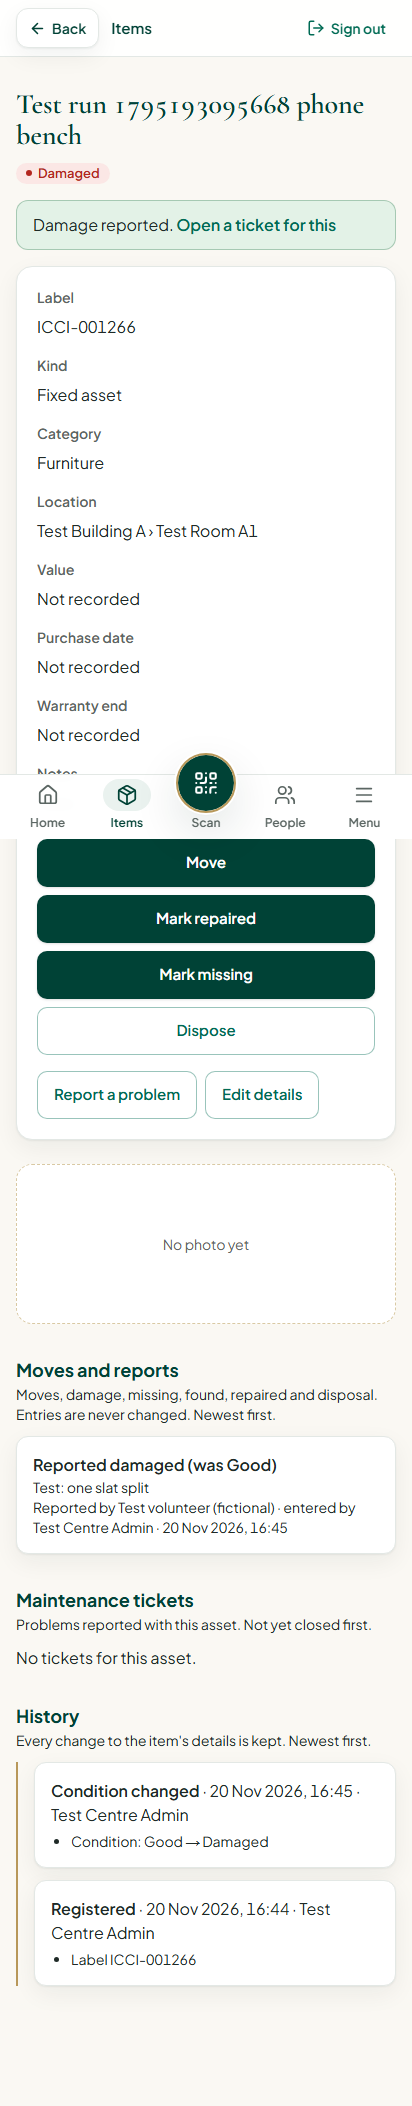 Back
Items
Sign out
Test run 1795193095668 phone
bench
Damaged
Damage reported. Open a ticket for this
Label
ICCI-001266
Kind
Fixed asset
Category
Furniture
Location
Test Building A › Test Room A1
Value
Not recorded
Purchase date
Not recorded
Warranty end
Not recorded
Notes
Home
Items
Scan
People
Menu
Move
Mark repaired
Mark missing
Dispose
Report a problem
Edit details
No photo yet
Moves and reports
Moves, damage, missing, found, repaired and disposal.
Entries are never changed. Newest first.
Reported damaged (was Good)
Test: one slat split
Reported by Test volunteer (fictional) · entered by
Test Centre Admin · 20 Nov 2026, 16:45
Maintenance tickets
Problems reported with this asset. Not yet closed first.
No tickets for this asset.
History
Every change to the item's details is kept. Newest first.
Condition changed · 20 Nov 2026, 16:45 ·
Test Centre Admin
• Condition: Good → Damaged
Registered · 20 Nov 2026, 16:44 · Test
Centre Admin
• Label ICCI-001266